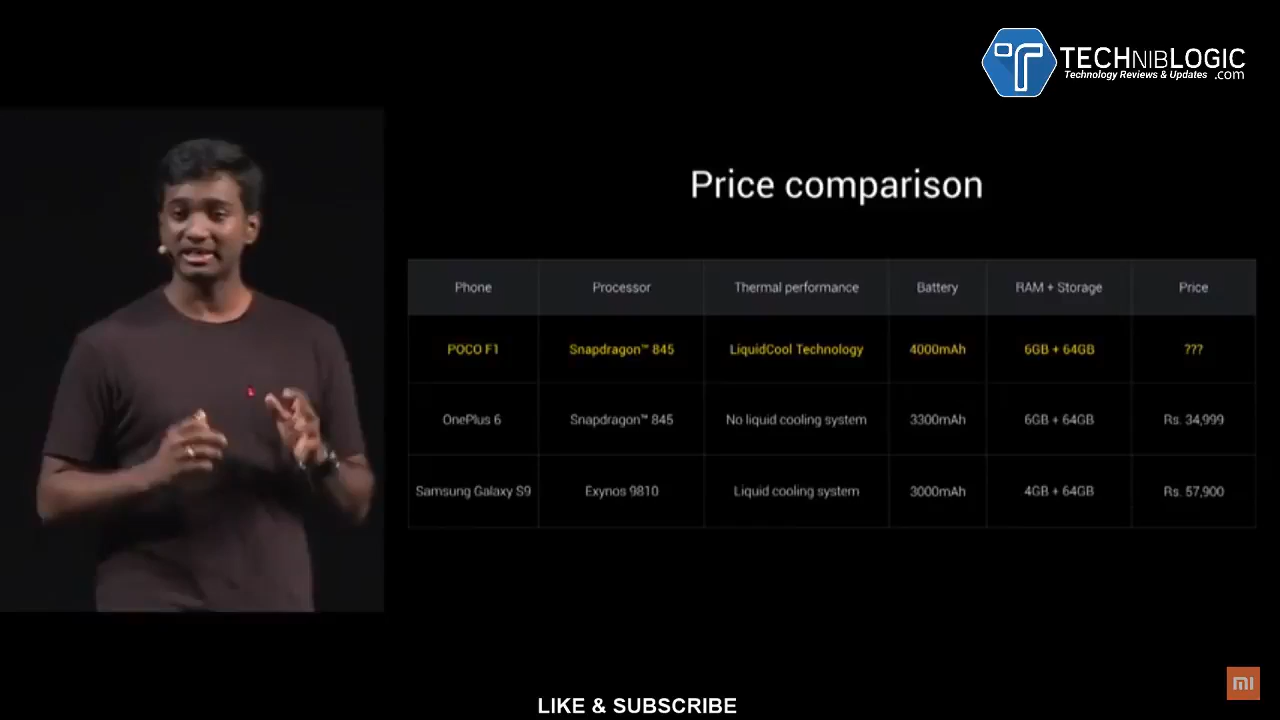 TECHNIBLOGIC
Technology Reviews & Updates .com
Price comparison
Phone Processor Thermal performance Battery RAM + Storage Price
POCO F1 Snapdragon™ 845 LiquidCool Technology 4000mAh 6GB + 64GB ???
OnePlus 6 Snapdragon™ 845 No liquid cooling system 3300mAh 6GB + 64GB Rs. 34,999
Samsung Galaxy S9 Exynos 9810 Liquid cooling system 3000mAh 4GB + 64GB Rs. 57,900
MI
LIKE & SUBSCRIBE